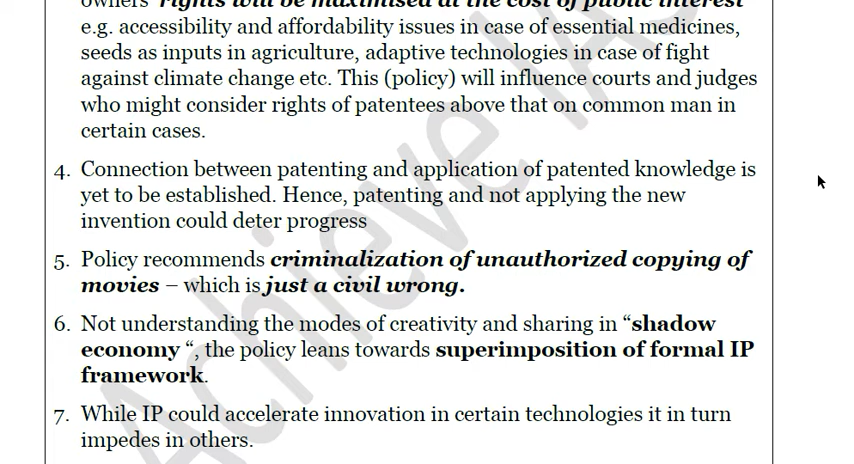 owners' rights will be maximised at the cost of public interest
e.g. accessibility and affordability issues in case of essential medicines,
seeds as inputs in agriculture, adaptive technologies in case of fight
against climate change etc. This (policy) will influence courts and judges
who might consider rights of patentees above that on common man in
certain cases.
4. Connection between patenting and application of patented knowledge is
yet to be established. Hence, patenting and not applying the new
invention could deter progress
5. Policy recommends criminalization of unauthorized copying of
movies – which is just a civil wrong.
6. Not understanding the modes of creativity and sharing in “shadow
economy “, the policy leans towards superimposition of formal IP
framework.
7. While IP could accelerate innovation in certain technologies it in turn
impedes in others.
Achieve IAS